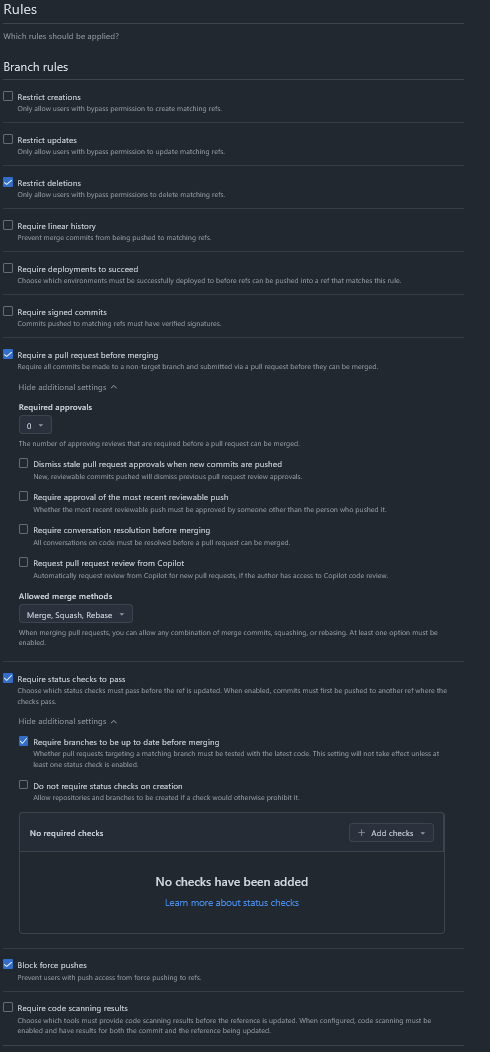 Rules
Which rules should be applied?
Branch rules
Restrict creations
Only allow users with bypass permission to create matching refs.
Restrict updates
Only allow users with bypass permission to update matching refs.
Restrict deletions
Only allow users with bypass permissions to delete matching refs.
Require linear history
Prevent merge commits from being pushed to matching refs.
Require deployments to succeed
Choose which environments must be successfully deployed to before refs can be pushed into a ref that matches this rule.
Require signed commits
Commits pushed to matching refs must have verified signatures.
Require a pull request before merging
Require all commits be made to a non-target branch and submitted via a pull request before they can be merged.
Hide additional settings
Required approvals
0
The number of approving reviews that are required before a pull request can be merged.
Dismiss stale pull request approvals when new commits are pushed
New, reviewable commits pushed will dismiss previous pull request review approvals.
Require approval of the most recent reviewable push
Whether the most recent reviewable push must be approved by someone other than the person who pushed it.
Require conversation resolution before merging
All conversations on code must be resolved before a pull request can be merged.
Request pull request review from Copilot
Automatically request review from Copilot for new pull requests, if the author has access to Copilot code review.
Allowed merge methods
Merge, Squash, Rebase
When merging pull requests, you can allow any combination of merge commits, squashing, or rebasing. At least one option must be
enabled.
Require status checks to pass
Choose which status checks must pass before the ref is updated. When enabled, commits must first be pushed to another ref where the
checks pass.
Hide additional settings
Require branches to be up to date before merging
Whether pull requests targeting a matching branch must be tested with the latest code. This setting will not take effect unless at
least one status check is enabled.
Do not require status checks on creation
Allow repositories and branches to be created if a check would otherwise prohibit it.
No required checks
Add checks
No checks have been added
Learn more about status checks
Block force pushes
Prevent users with push access from force pushing to refs.
Require code scanning results
Choose which tools must provide code scanning results before the reference is updated. When configured, code scanning must be
enabled and have results for both the commit and the reference being updated.